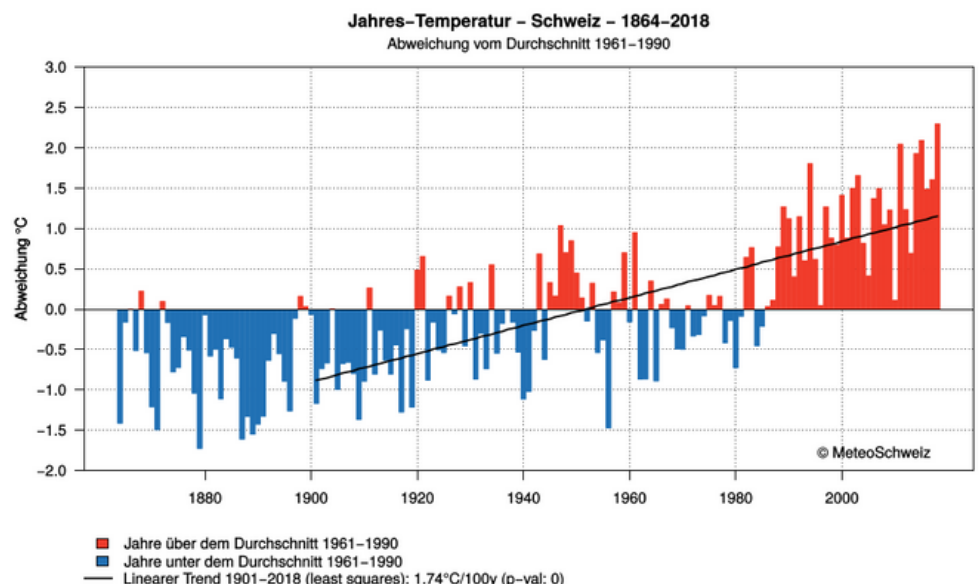 Jahres-Temperatur - Schweiz - 1864-2018
Abweichung vom Durchschnitt 1961-1990
3.0
2.5
2.0
1.5
1.0
0.5
0.0
-0.5
-1.0
-1.5
-2.0
Abweichung °C
© MeteoSchweiz
1880 1900 1920 1940 1960 1980 2000
Jahre über dem Durchschnitt 1961-1990
Jahre unter dem Durchschnitt 1961-1990
Linearer Trend 1901-2018 (least squares): 1.74°C/100y (p-val: 0)